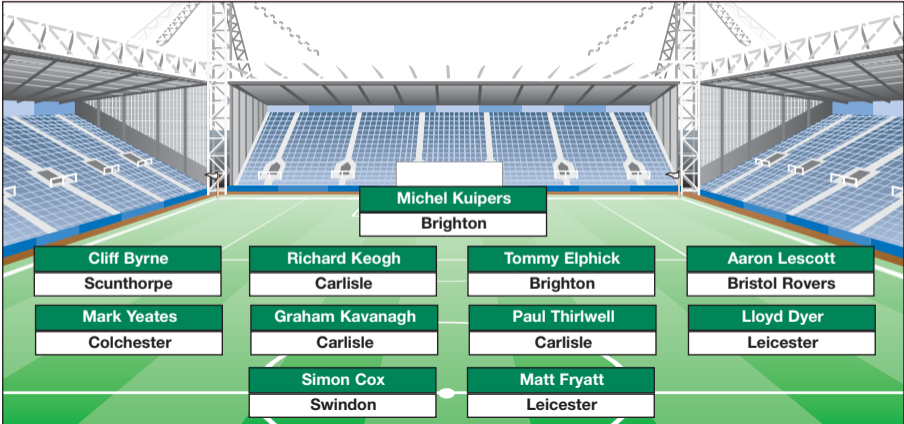 Michel Kuipers
Brighton
Cliff Byrne
Scunthorpe
Richard Keogh
Carlisle
Tommy Elphick
Brighton
Aaron Lescott
Bristol Rovers
Mark Yeates
Colchester
Graham Kavanagh
Carlisle
Paul Thirlwell
Carlisle
Lloyd Dyer
Leicester
Simon Cox
Swindon
Matt Fryatt
Leicester